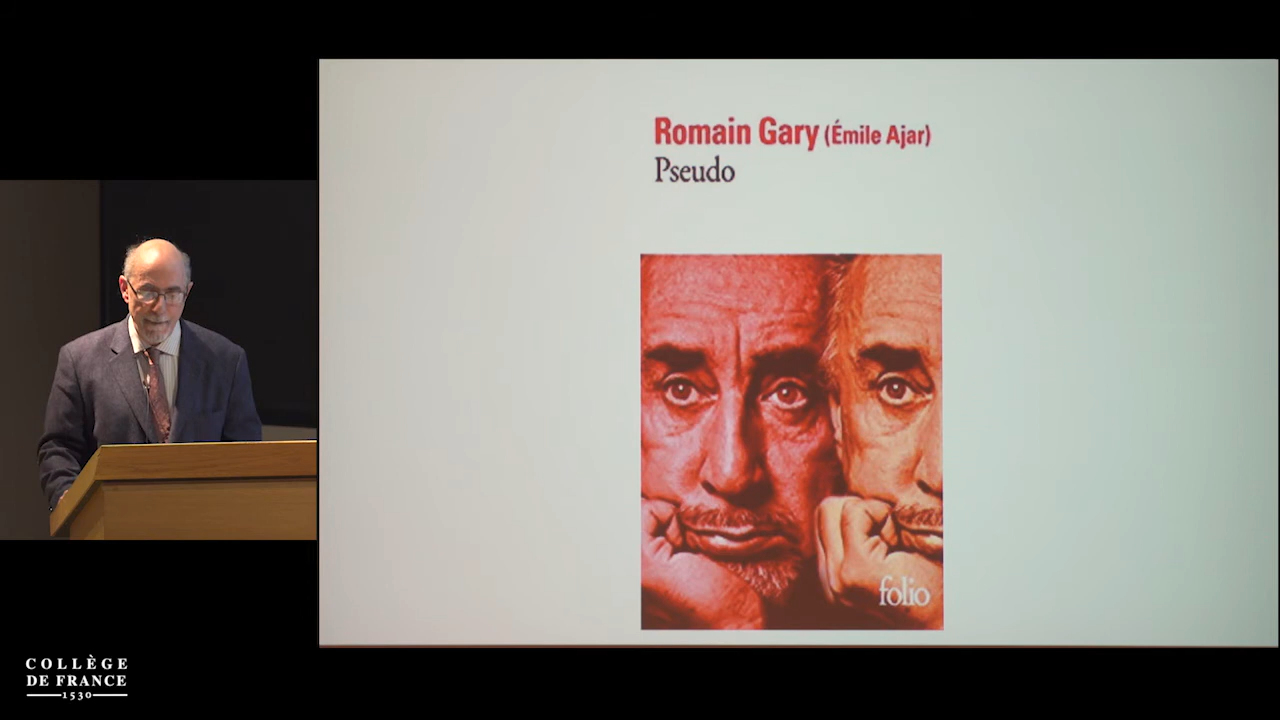 Romain Gary (Émile Ajar)
Pseudo
folio
COLLÈGE
DE FRANCE
1530